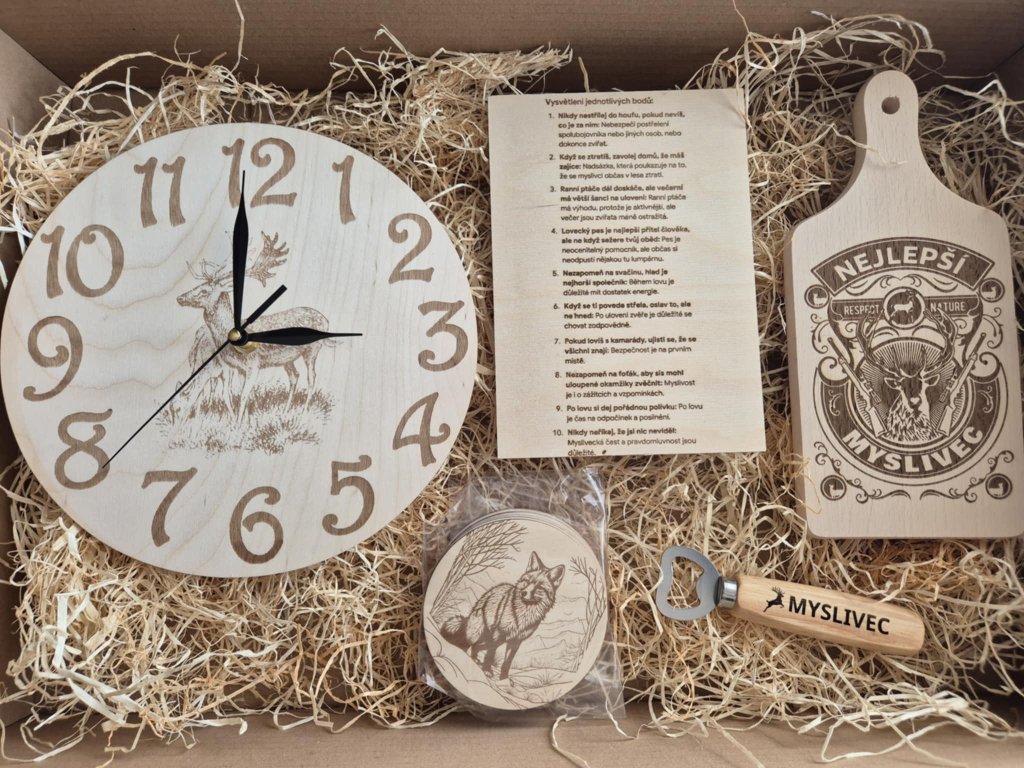 11 12 1
10 2
9 3
8 4
7 6 5
Vysvětlení jednotlivých bodů:
1. Nikdy nestřílej do houfu, pokud nevíš,
co je za ním: Nebezpečí postřelení
spolubojovníka nebo jiných osob, nebo
dokonce zvířat.
2. Když se ztratíš, zavolej domů, že máš
zajíce: Nadsázka, která poukazuje na to,
že se myslivci občas v lese ztratí.
3. Ranní ptáče dál doskáče, ale večerní
má větší šanci na ulovení: Ranní ptáče
má výhodu, protože je aktivnější, ale
večer jsou zvířata méně ostražitá.
4. Lovecký pes je nejlepší přítel člověka,
ale ne když sežere tvůj oběd: Pes je
neocenitelný pomocník, ale občas si
neodpustí nějakou tu lumpárnu.
5. Nezapomeň na svačinu, hlad je
nejhorší společník: Během lovu je
důležité mít dostatek energie.
6. Když se ti povede střela, oslav to, ale
ne hned: Po ulovení zvěře je důležité se
chovat zodpovědně.
7. Pokud lovíš s kamarády, ujisti se, že se
všichni znají: Bezpečnost je na prvním
místě.
8. Nezapomeň na foťák, aby sis mohl
uloupené okamžiky zvěčnit: Myslivost
je i o zážitcích a vzpomínkách.
9. Po lovu si dej pořádnou polívku: Po lovu
je čas na odpočinek a posilnění.
10. Nikdy neříkej, že jsi nic neviděl:
Myslivecká čest a pravdomluvnost jsou
důležité.
NEJLEPŠÍ
RESPECT NATURE
MYSLIVEC
MYSLIVEC